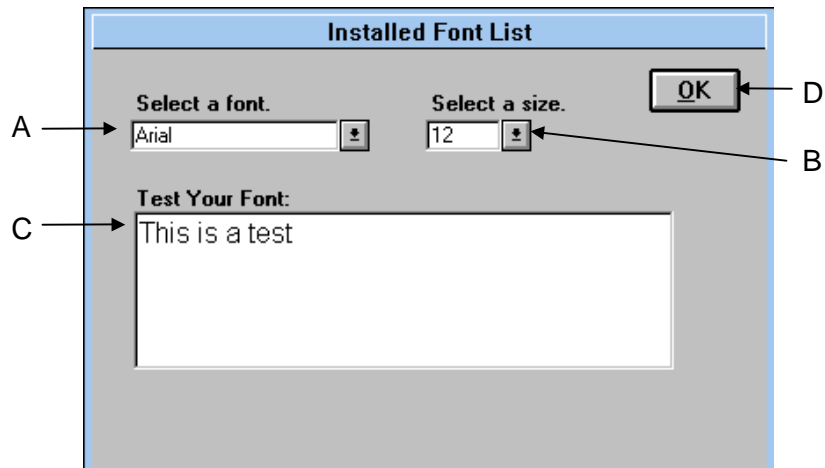 Installed Font List
OK
D
Select a font.
Select a size.
A
Arial
12
B
Test Your Font:
C
This is a test